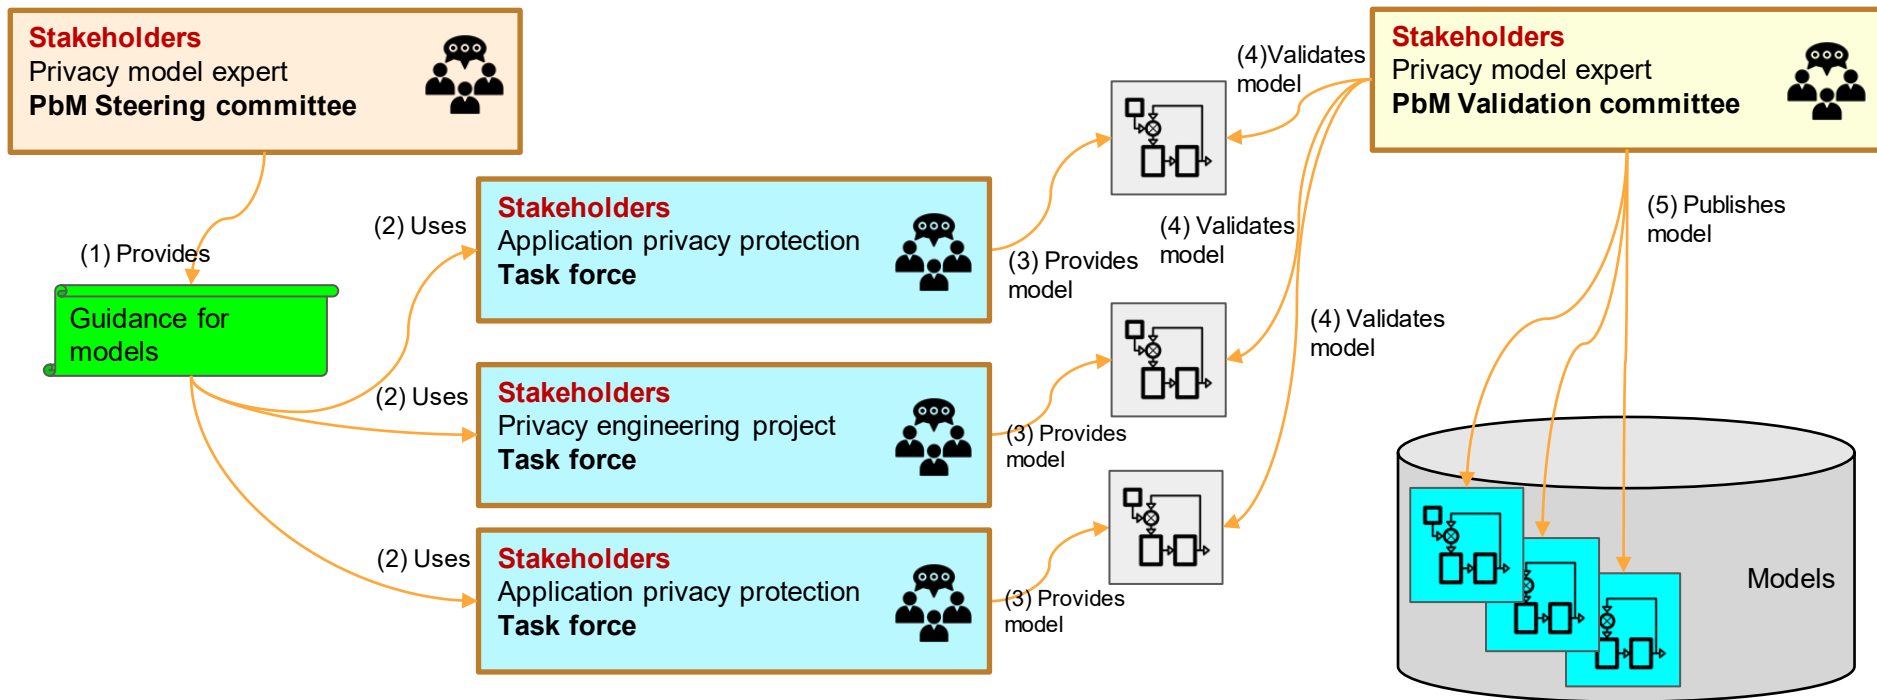 Stakeholders
Privacy model expert
PbM Steering committee
(1) Provides
Guidance for
models
(2) Uses
Stakeholders
Application privacy protection
Task force
(2) Uses
Stakeholders
Privacy engineering project
Task force
(2) Uses
Stakeholders
Application privacy protection
Task force
(3) Provides
model
(3) Provides
model
(3) Provides
model
(4)Validates
model
(4) Validates
model
(4) Validates
model
Stakeholders
Privacy model expert
PbM Validation committee
(5) Publishes
model
Models